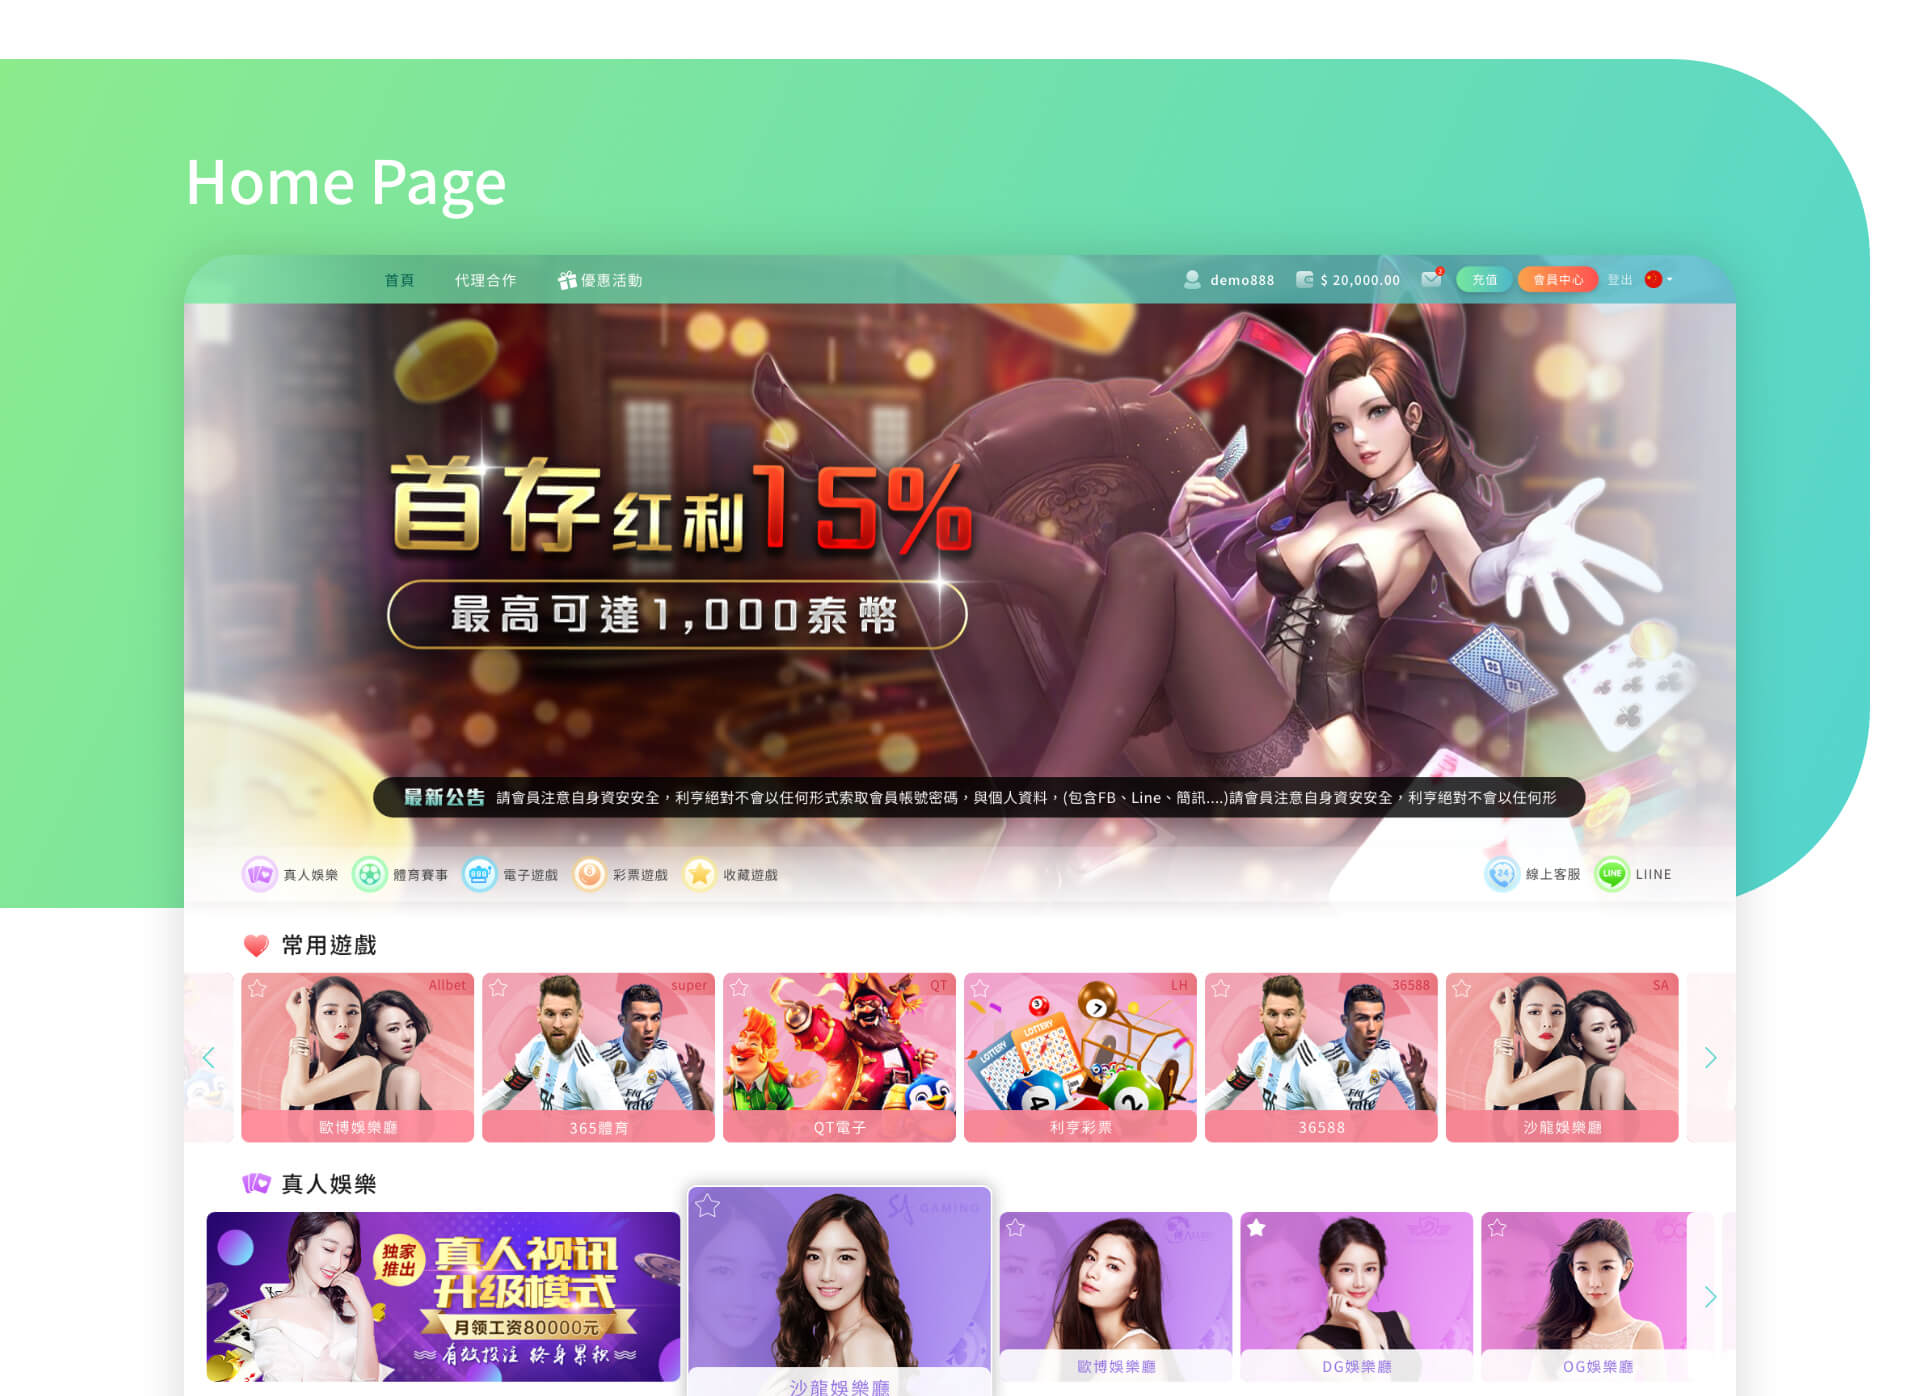 Home Page
首頁 代理合作 優惠活動 demo888 $ 20,000.00 2 充值 會員中心 登出
首存红利15%
最高可達1,000泰幣
最新公告 請會員注意自身資安安全，利亨絕對不會以任何形式索取會員帳號密碼，與個人資料，(包含FB、Line、簡訊....)請會員注意自身資安安全，利亨絕對不會以任何形
真人娛樂 體育賽事 電子遊戲 彩票遊戲 收藏遊戲 24 線上客服 LINE LIINE
常用遊戲
Allbet super QT LH 36588 SA
LOTTERY LOTTERY
歐博娛樂廳 365體育 QT電子 利亨彩票 36588 沙龍娛樂廳
真人娛樂
SA GAMING
独家推出
真人视讯
升级模式
月领工资80000元
有效投注 终身累积
沙龍娛樂廳 歐博娛樂廳 DG娛樂廳 OG娛樂廳